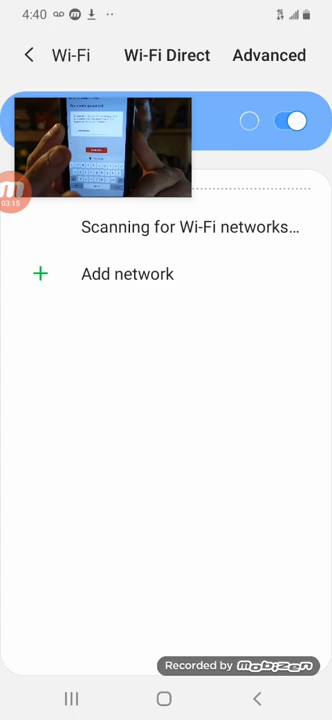 4:40
Wi-Fi Wi-Fi Direct Advanced
03:15
Scanning for Wi-Fi networks...
+ Add network
Recorded by mobizen